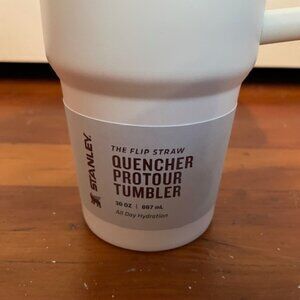 STANLEY.
THE FLIP STRAW
QUENCHER
PROTOUR
TUMBLER
30 OZ | 887 mL
All Day Hydration